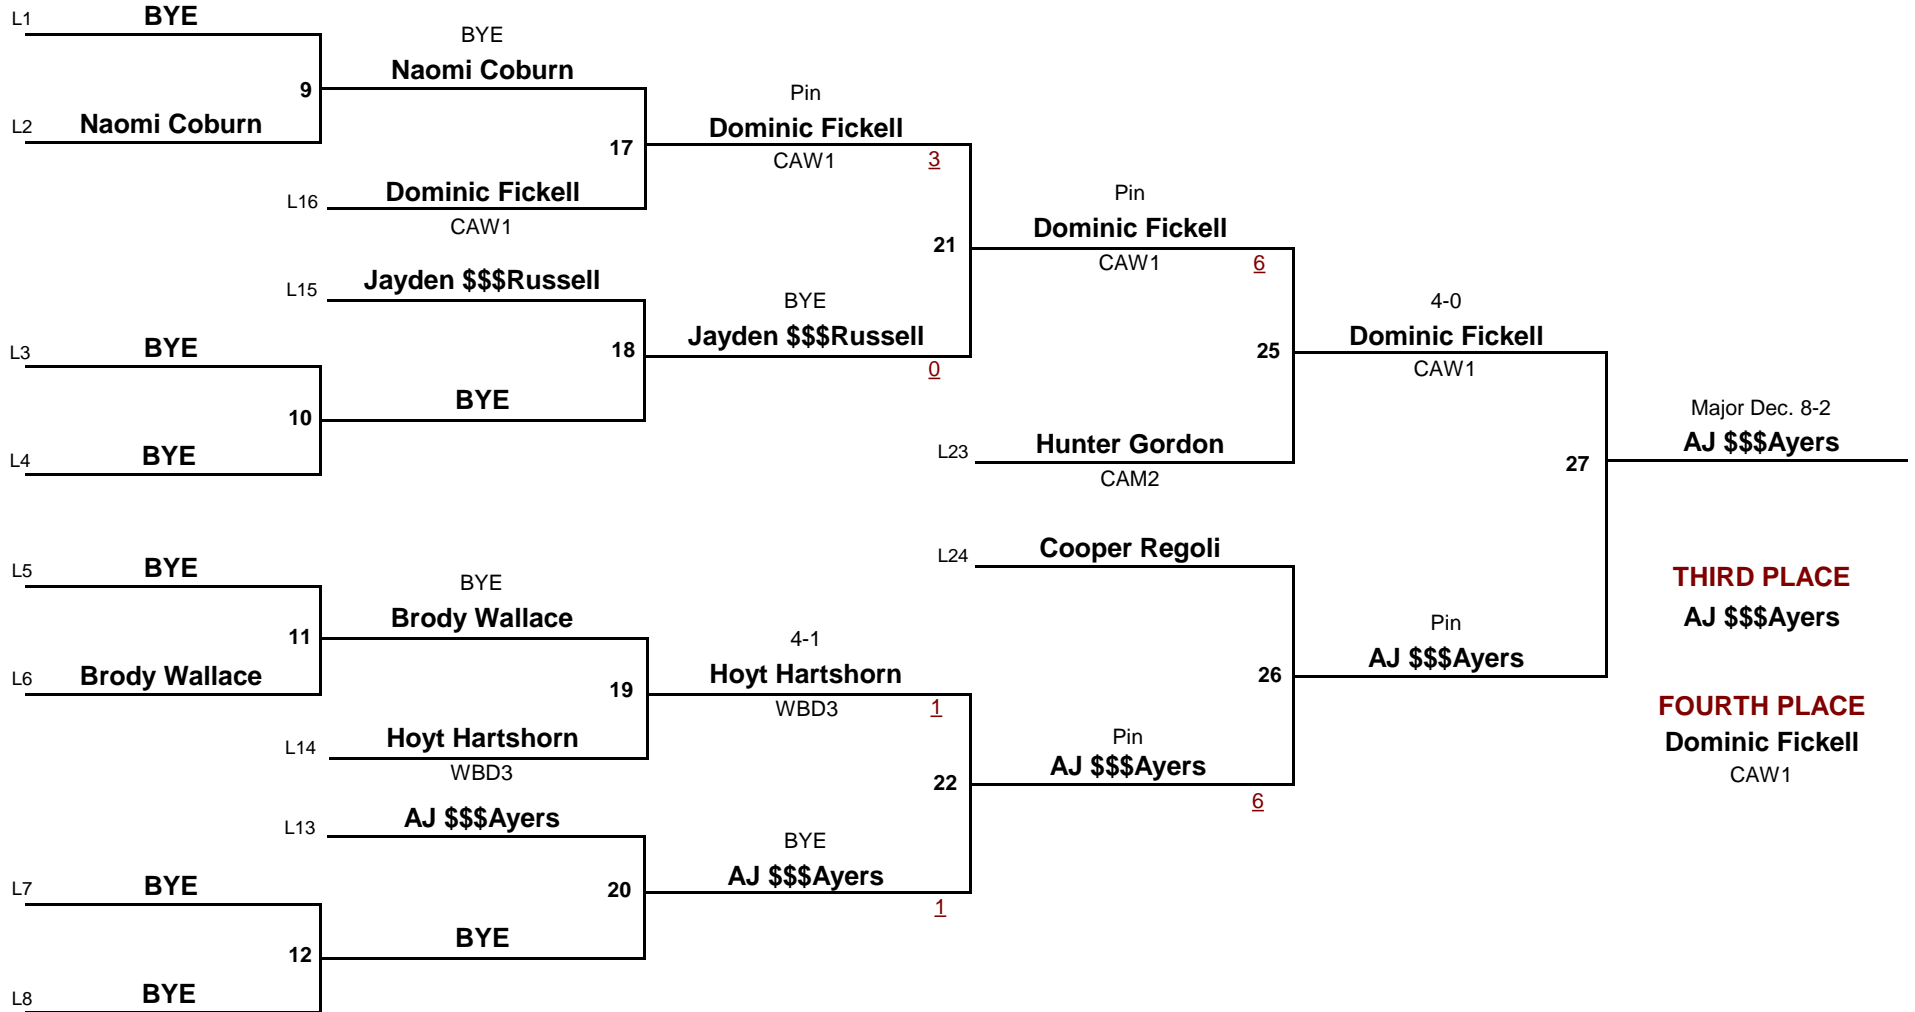 L1 BYE
BYE
Naomi Coburn
9
L2 Naomi Coburn
Pin
Dominic Fickell
CAW1 3
17
L16 Dominic Fickell
CAW1
Pin
Dominic Fickell
CAW1 6
21
L15 Jayden $$$Russell
BYE
Jayden $$$Russell
0
18
L3 BYE
10
BYE
L4 BYE
4-0
Dominic Fickell
CAW1
25
L23 Hunter Gordon
CAM2
Major Dec. 8-2
AJ $$$Ayers
27
L24 Cooper Regoli
L5 BYE
BYE
Brody Wallace
11
L6 Brody Wallace
4-1
Hoyt Hartshorn
WBD3 1
19
L14 Hoyt Hartshorn
WBD3
Pin
AJ $$$Ayers
26
Pin
AJ $$$Ayers
6
22
L13 AJ $$$Ayers
BYE
AJ $$$Ayers
1
20
L7 BYE
BYE
12
L8 BYE
THIRD PLACE
AJ $$$Ayers
FOURTH PLACE
Dominic Fickell
CAW1